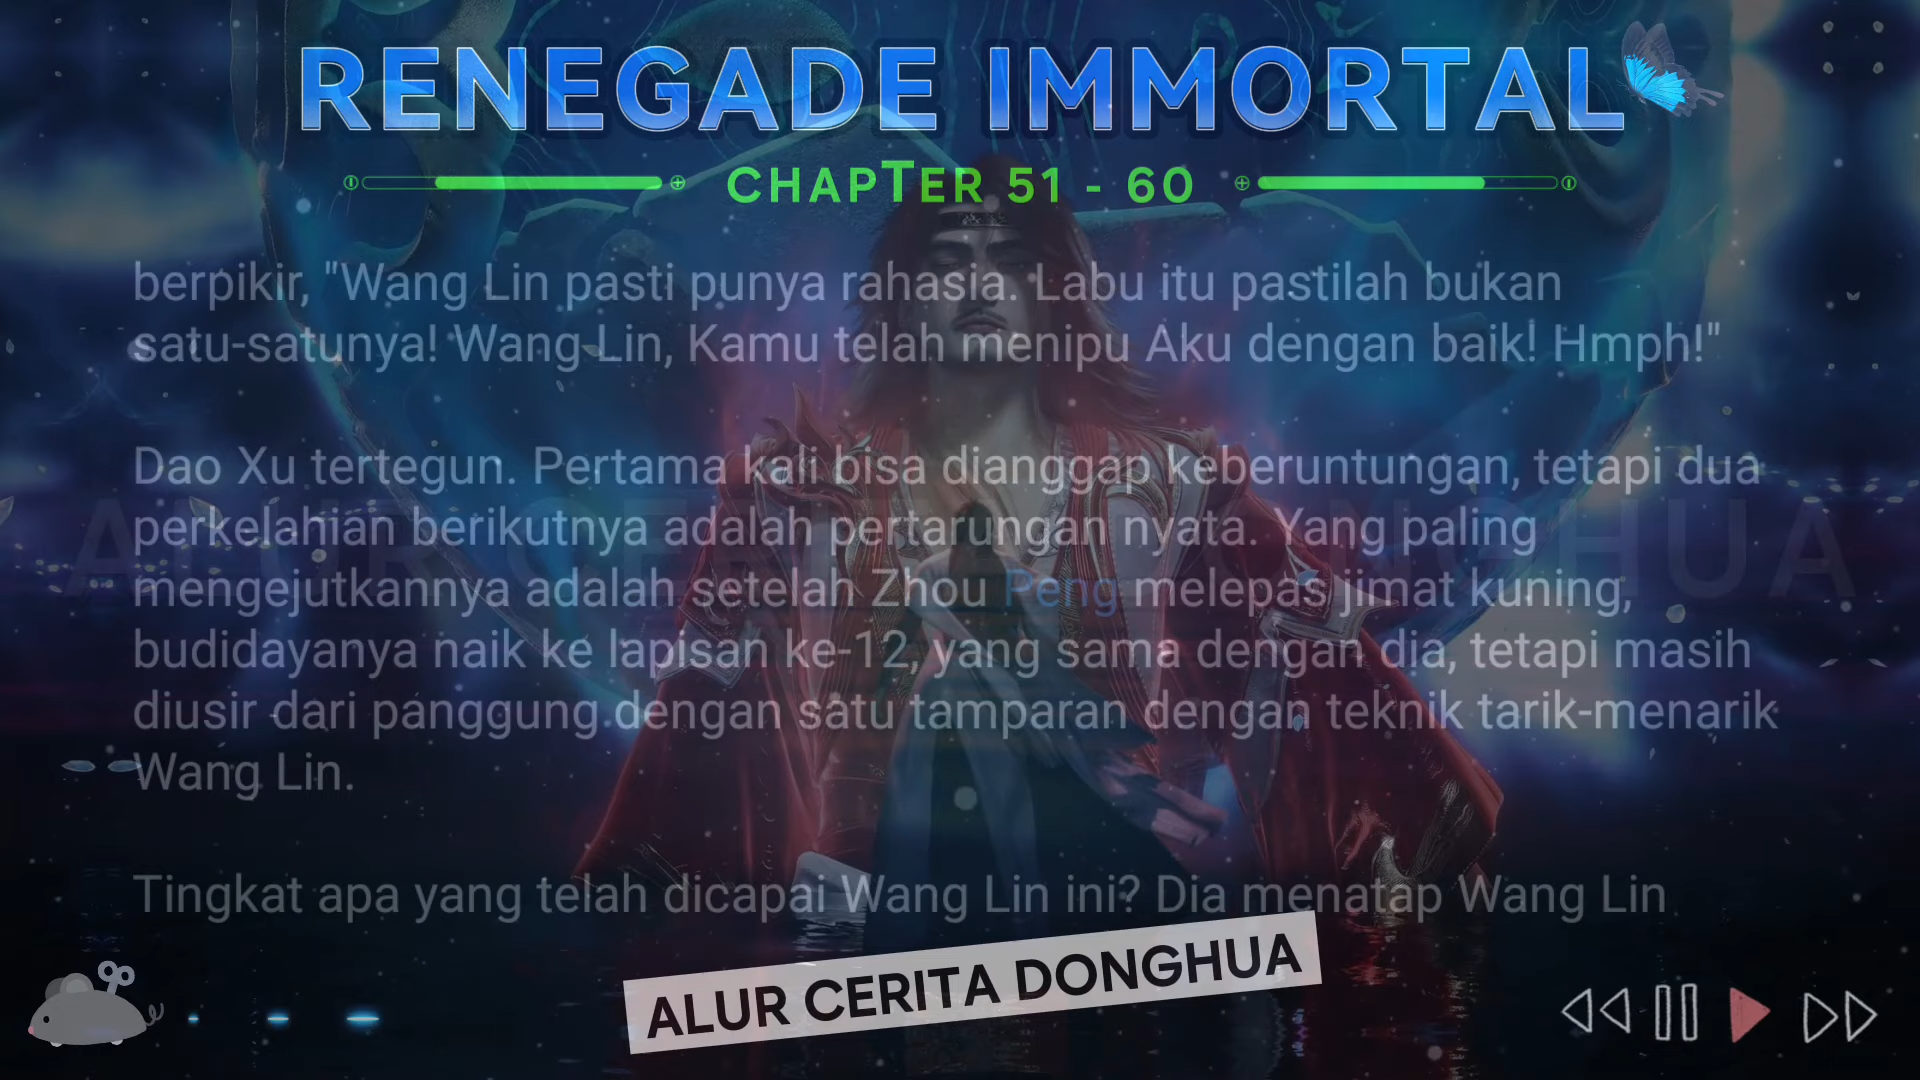 RENEGADE IMMORTAL
CHAPTER 51 - 60
berpikir, "Wang Lin pasti punya rahasia. Labu itu pastilah bukan
satu-satunya! Wang Lin, Kamu telah menipu Aku dengan baik! Hmph!"
Dao Xu tertegun. Pertama kali bisa dianggap keberuntungan, tetapi dua
perkelahian berikutnya adalah pertarungan nyata. Yang paling
mengejutkannya adalah setelah Zhou Peng melepas jimat kuning,
budidayanya naik ke lapisan ke-12, yang sama dengan dia, tetapi masih
diusir dari panggung dengan satu tamparan dengan teknik tarik-menarik
Wang Lin.
Tingkat apa yang telah dicapai Wang Lin ini? Dia menatap Wang Lin
ALUR CERITA DONGHUA